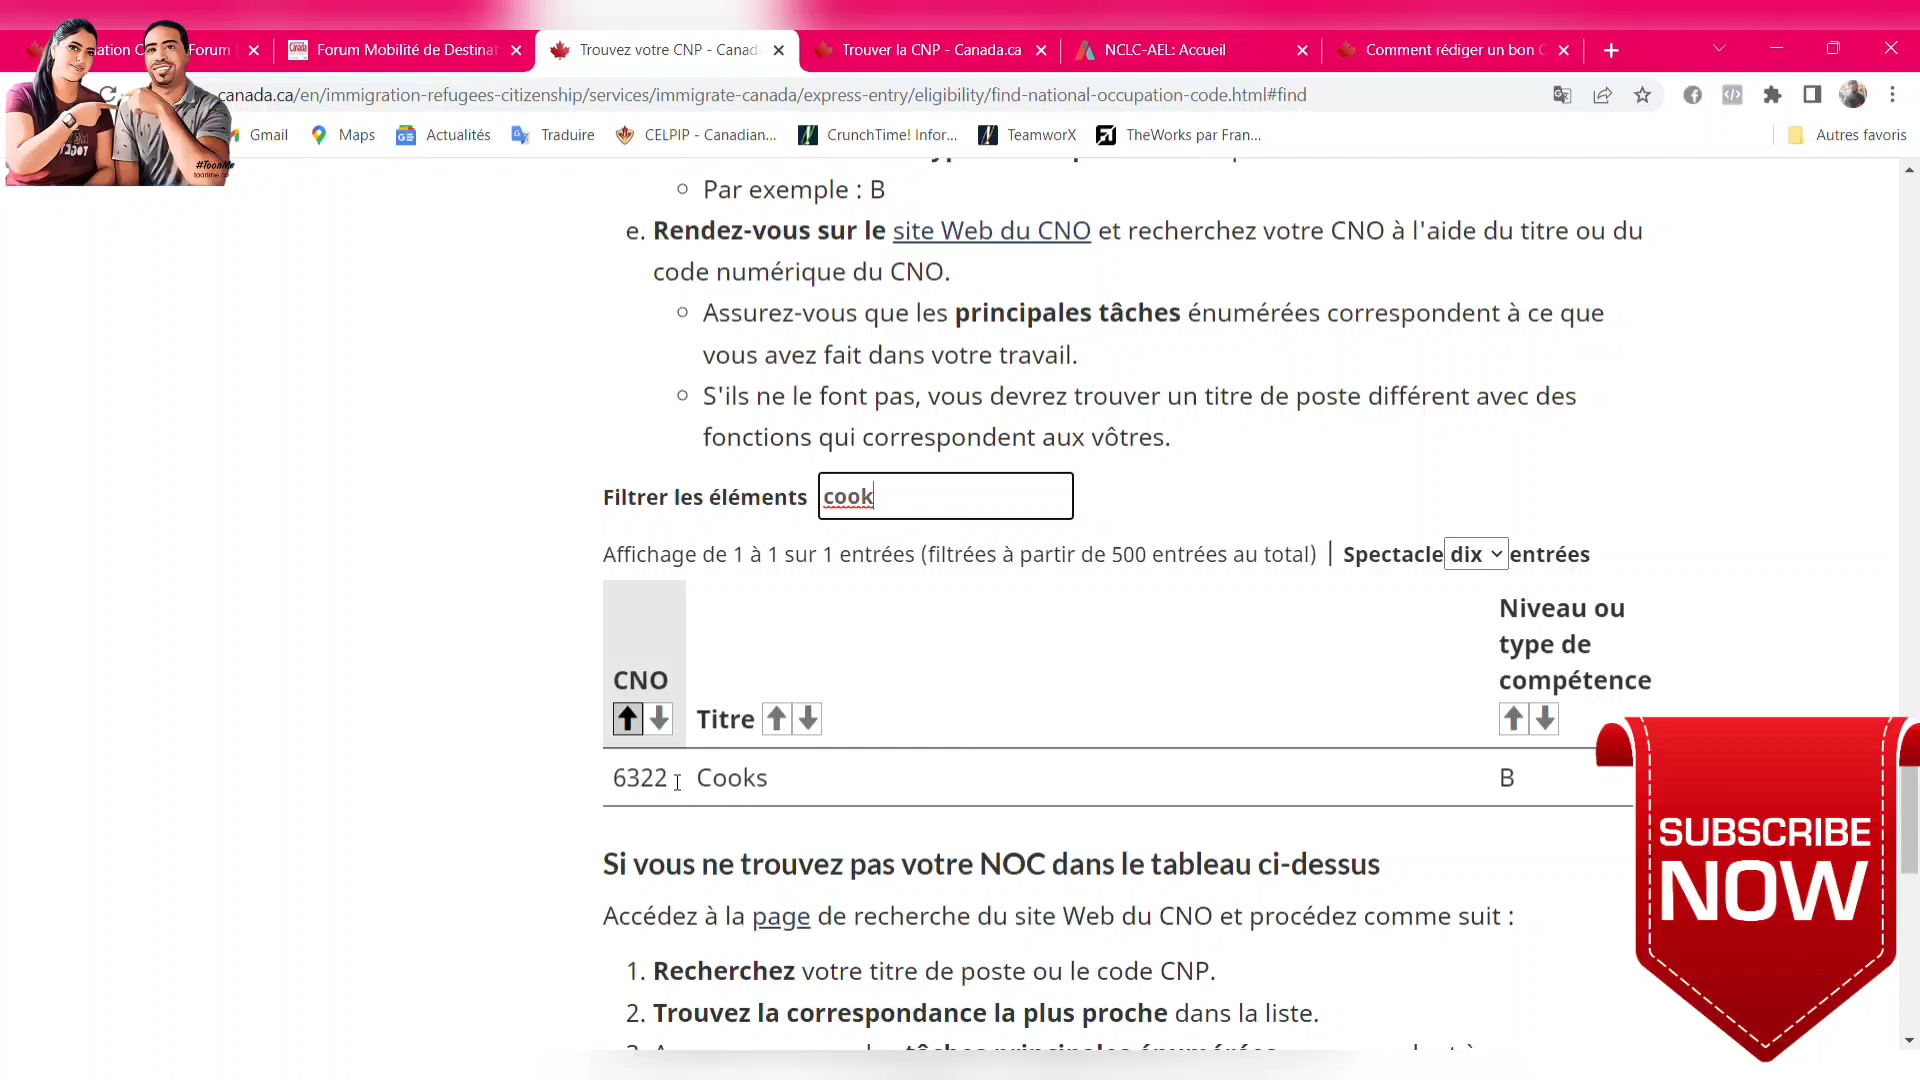 ation C
Forum
Forum Mobilité de Destinat
Trouvez votre CNP - Canad
Trouver la CNP - Canada.ca
NCLC-AEL: Accueil
Comment rédiger un bon C
canada.ca/en/immigration-refugees-citizenship/services/immigrate-canada/express-entry/eligibility/find-national-occupation-code.html#find
Gmail
Maps
Actualités
Traduire
CELPIP - Canadian...
CrunchTime! Infor...
TeamworX
TheWorks par Fran...
Autres favoris
#ToonMe
toonme.co
Par exemple : B
e. Rendez-vous sur le site Web du CNO et recherchez votre CNO à l'aide du titre ou du
code numérique du CNO.
Assurez-vous que les principales tâches énumérées correspondent à ce que
vous avez fait dans votre travail.
S'ils ne le font pas, vous devrez trouver un titre de poste différent avec des
fonctions qui correspondent aux vôtres.
Filtrer les éléments cook
Affichage de 1 à 1 sur 1 entrées (filtrées à partir de 500 entrées au total) | Spectacle dix entrées
Niveau ou
type de
compétence
CNO
Titre
6322 Cooks B
Si vous ne trouvez pas votre NOC dans le tableau ci-dessus
Accédez à la page de recherche du site Web du CNO et procédez comme suit :
1. Recherchez votre titre de poste ou le code CNP.
2. Trouvez la correspondance la plus proche dans la liste.
SUBSCRIBE
NOW